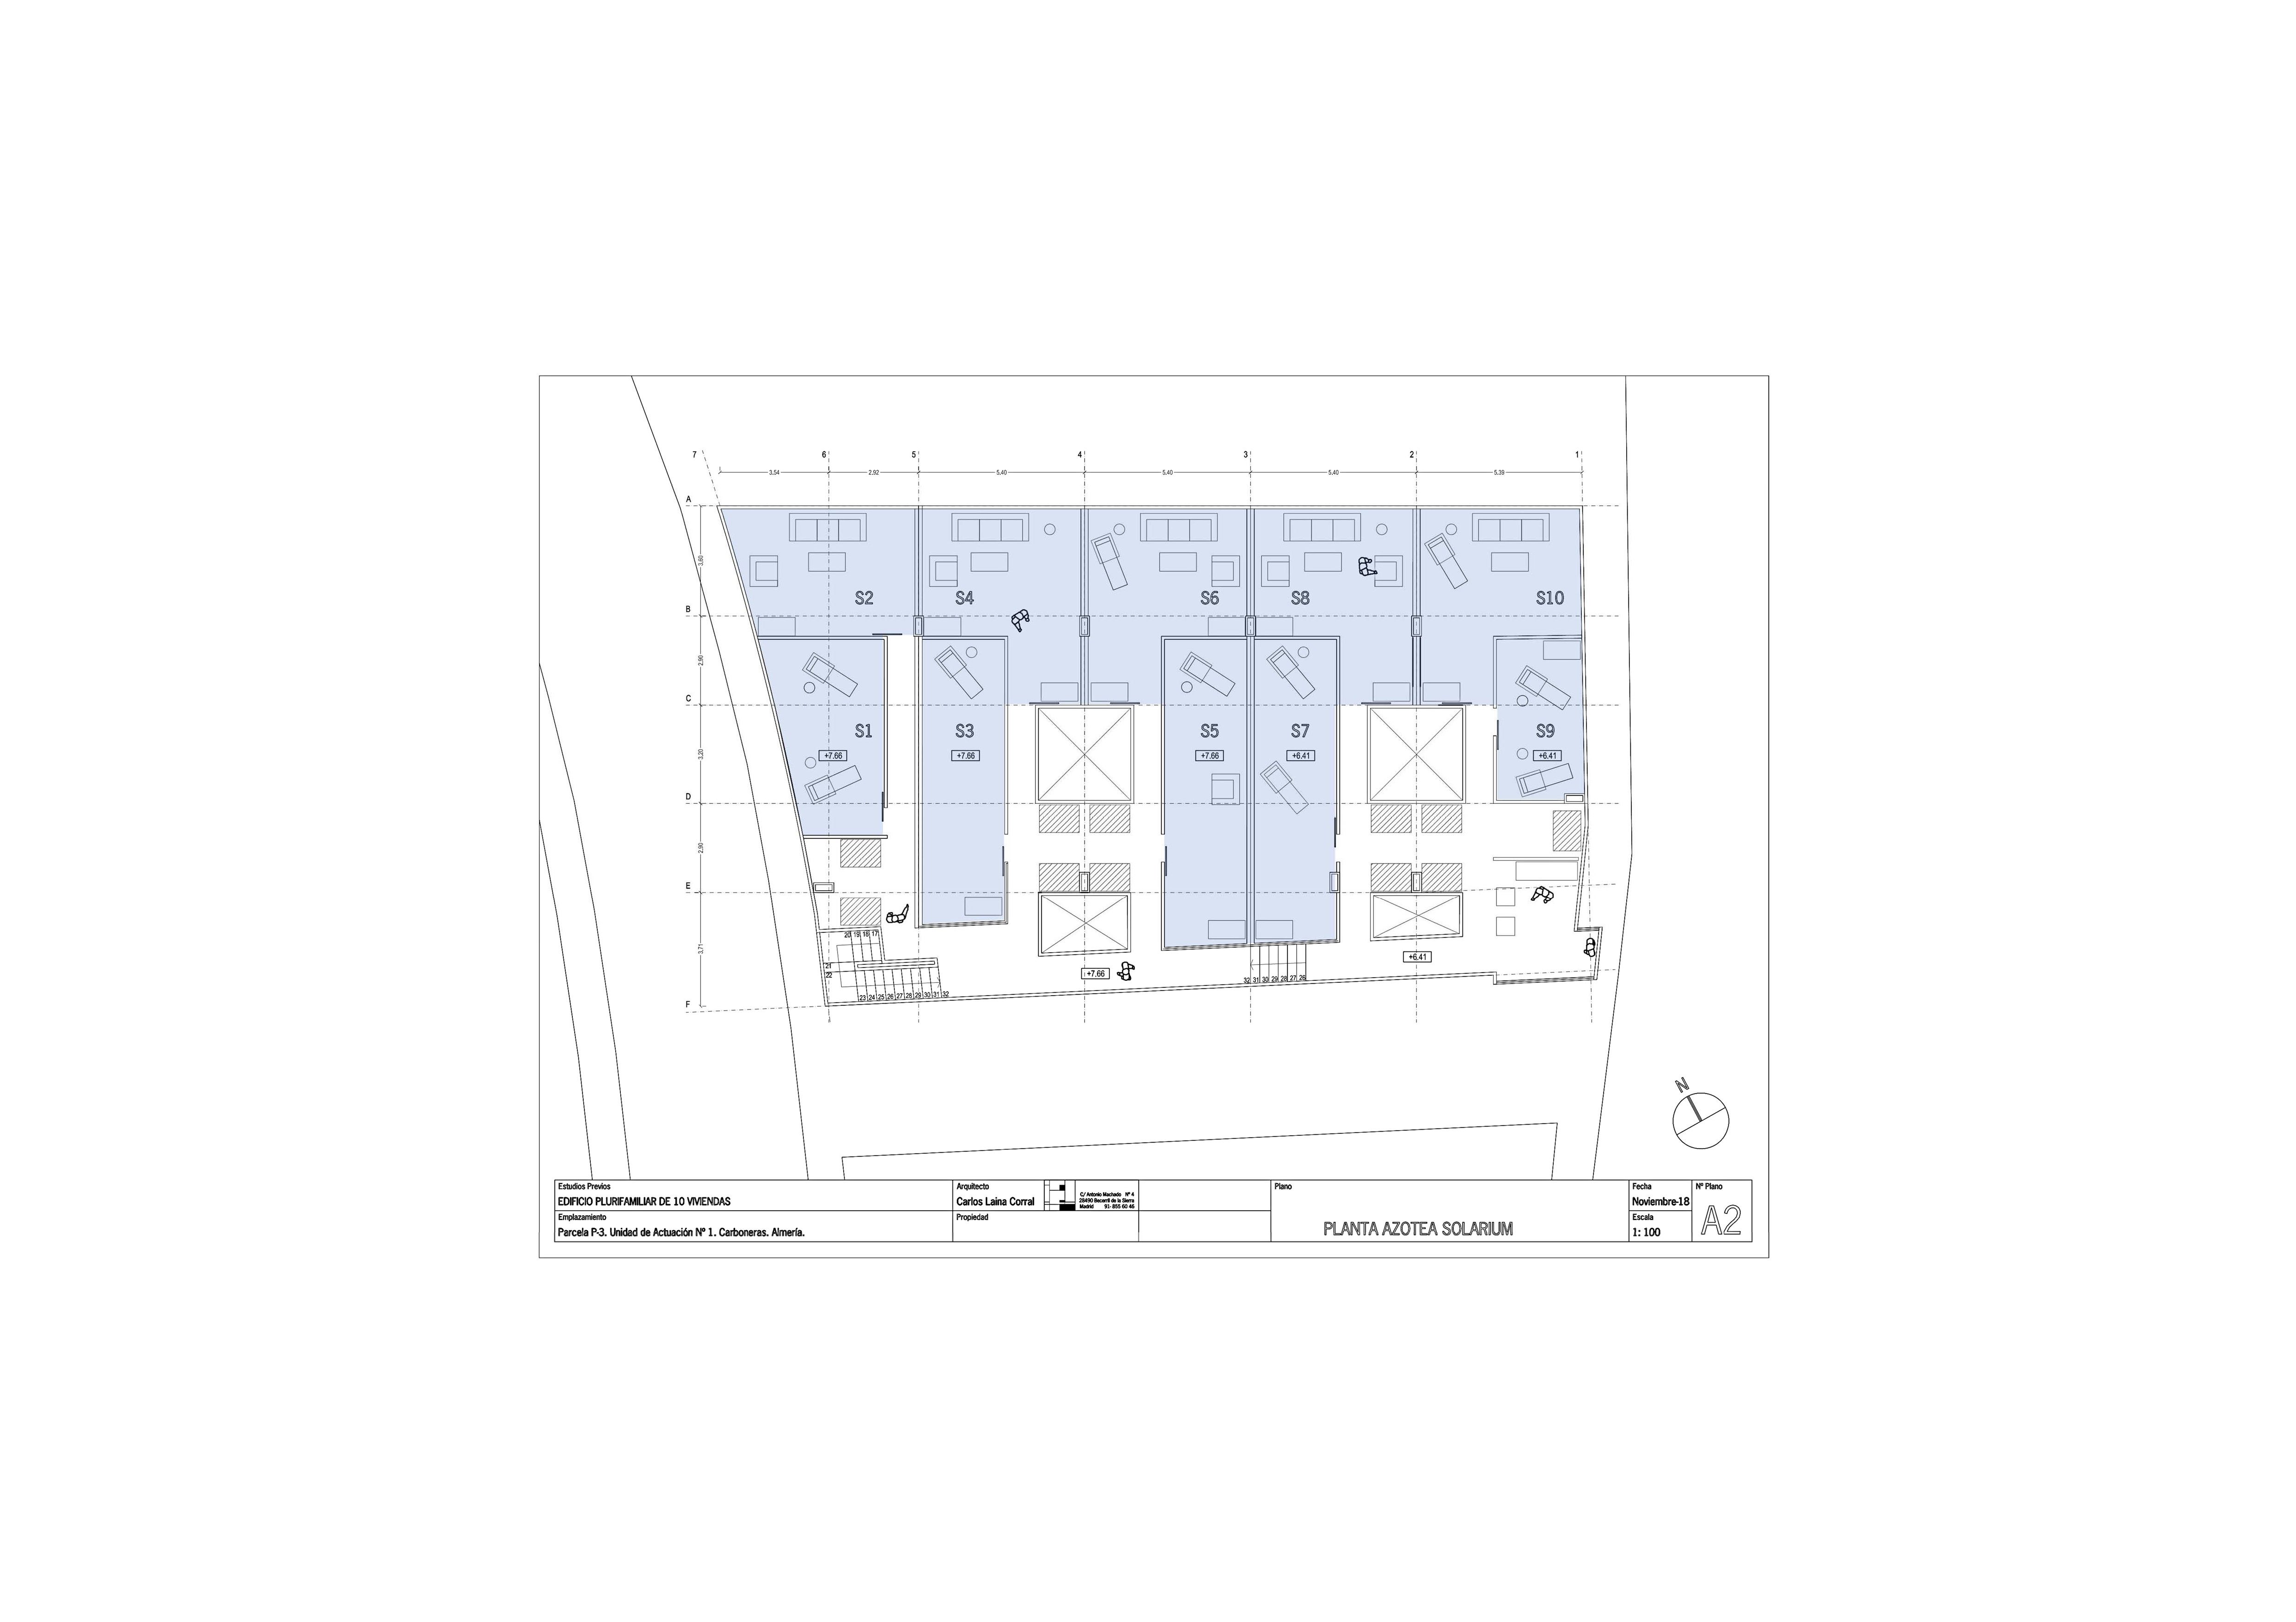 7 6 5 4 3 2 1
3,54 2,92 5,40 5,40 5,40 5,39
A
3,60
S2 S4 S6 S8 S10
B
2,90
C
S1 S3 S5 S7 S9
+7.66 +7.66 +7.66 +6.41 +6.41
3,20
D
2,90
E
20 19 18 17
3,71
21
22
+6.41
+7.66
32 31 30 29 28 27 26
23 24 25 26 27 28 29 30 31 32
F
N
Estudios Previos
EDIFICIO PLURIFAMILIAR DE 10 VIVIENDAS
Emplazamiento
Parcela P-3. Unidad de Actuación Nº 1. Carboneras. Almería.
Arquitecto
Carlos Laina Corral
C/ Antonio Machado Nº 4
28490 Becerril de la Sierra
Madrid 91- 855 60 46
Propiedad
Plano
PLANTA AZOTEA SOLARIUM
Fecha
Noviembre-18
Escala
1: 100
Nº Plano
A2